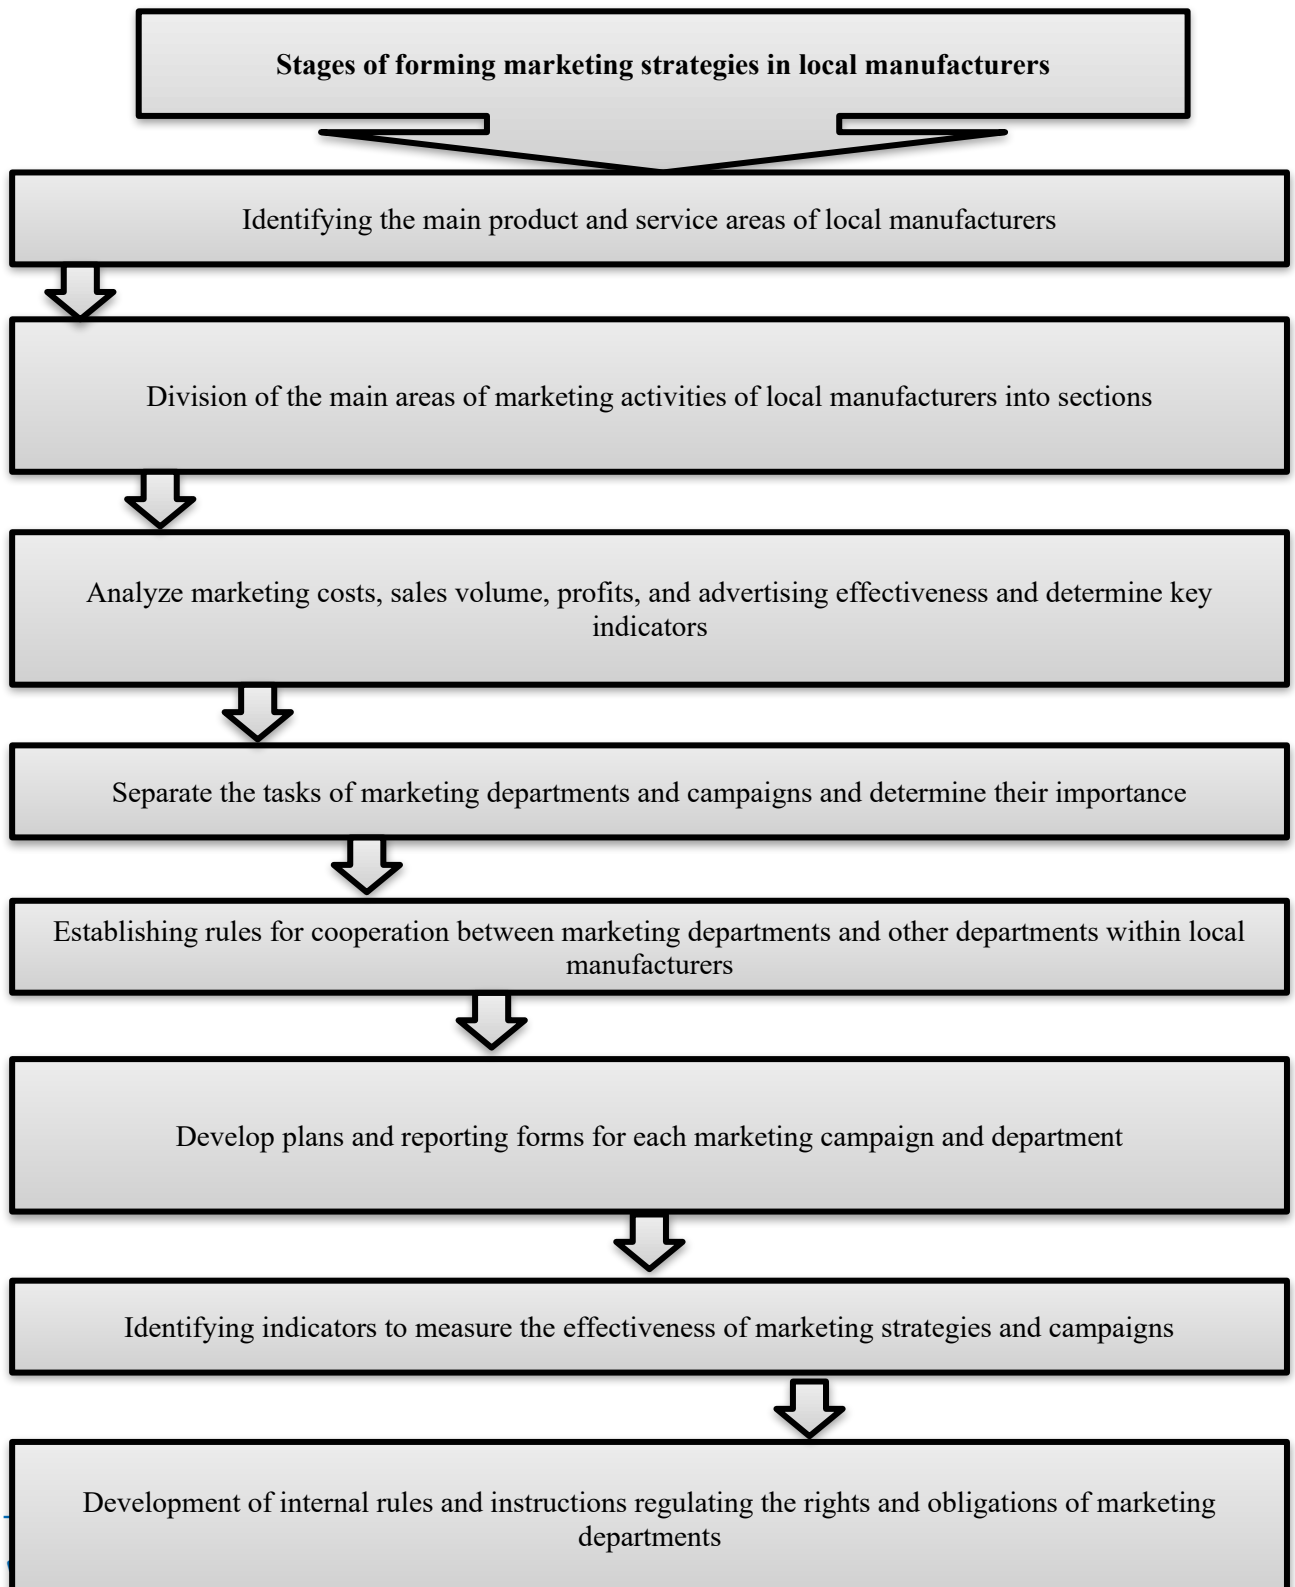 Stages of forming marketing strategies in local manufacturers
Identifying the main product and service areas of local manufacturers
Division of the main areas of marketing activities of local manufacturers into sections
Analyze marketing costs, sales volume, profits, and advertising effectiveness and determine key
indicators
Separate the tasks of marketing departments and campaigns and determine their importance
Establishing rules for cooperation between marketing departments and other departments within local
manufacturers
Develop plans and reporting forms for each marketing campaign and department
Identifying indicators to measure the effectiveness of marketing strategies and campaigns
Development of internal rules and instructions regulating the rights and obligations of marketing
departments